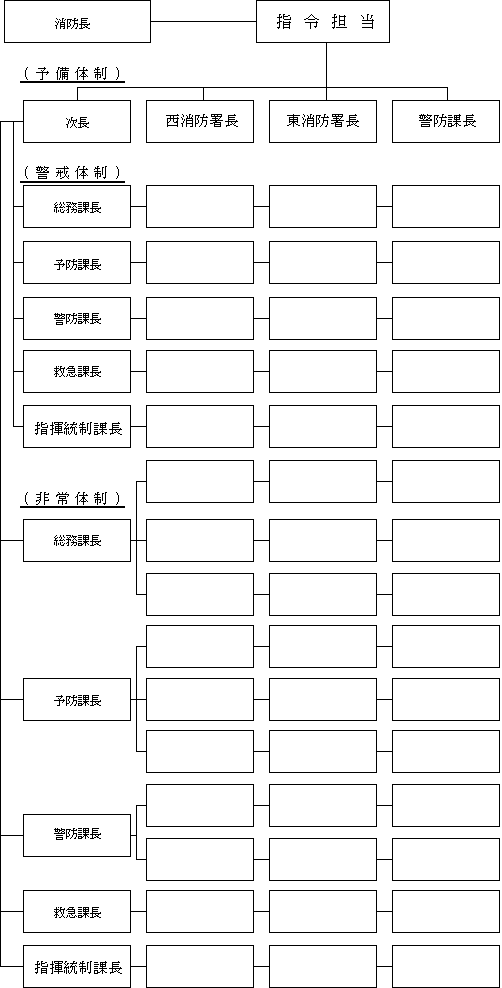 消防長
指令担当
(予備体制)
次長
西消防署長
東消防署長
警防課長
(警戒体制)
総務課長
予防課長
警防課長
救急課長
指揮統制課長
(非常体制)
総務課長
予防課長
警防課長
救急課長
指揮統制課長